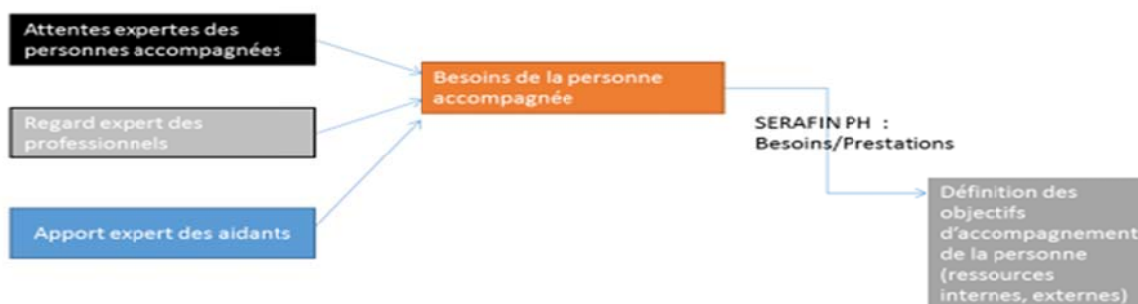 Attentes expertes des
personnes accompagnées
Regard expert des
professionnels
Apport expert des aidants
Besoins de la personne
accompagnée
SERAFIN PH :
Besoins/Prestations
Définition des
objectifs
d'accompagnement
de la personne
(ressources
internes, externes)